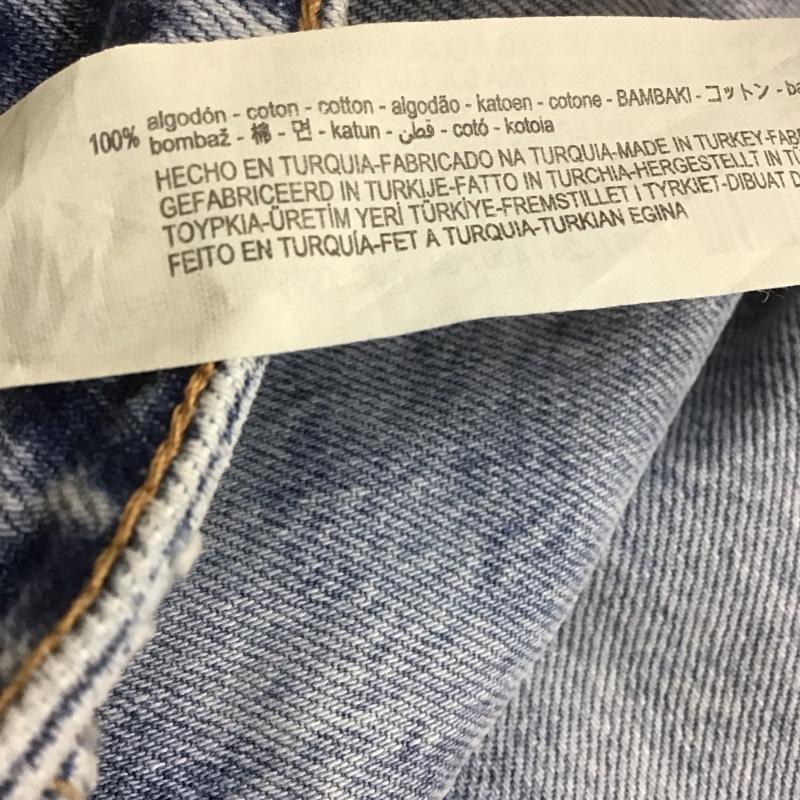 100% algodón - coton - cotton - algodão - katoen - cotone - BAMBAKI - コットン -
bombaž - 棉 - 면 - katun - قطن - cotó - kotoia
HECHO EN TURQUIA-FABRICADO NA TURQUIA-MADE IN TURKEY-
GEFABRICEERD IN TURKIJE-FATTO IN TURCHIA-HERGESTELLT IN
TOYPKIA-ÜRETİM YERİ TÜRKİYE-FREMSTILLET I TYRKIET-DIBUAT
FEITO EN TURQUÍA-FET A TURQUIA-TURKIAN EGINA